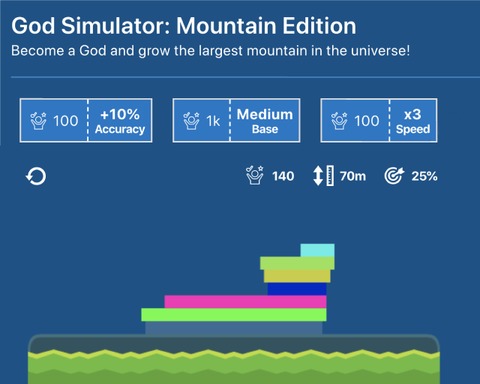 God Simulator: Mountain Edition
Become a God and grow the largest mountain in the universe!
100 +10% Accuracy
1k Medium Base
100 x3 Speed
140 70m 25%